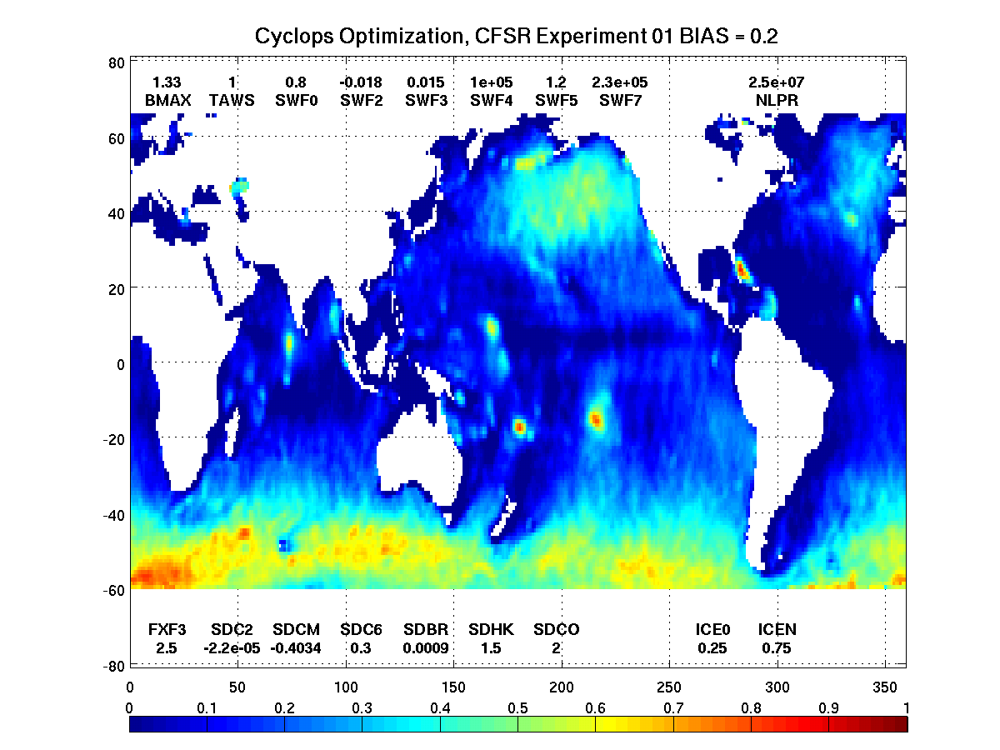 Cyclops Optimization, CFSR Experiment 01 BIAS = 0.2
80
1.33 1 0.8 -0.018 0.015 1e+05 1.2 2.3e+05 2.5e+07
BMAX TAWS SWF0 SWF2 SWF3 SWF4 SWF5 SWF7 NLPR
60
40
20
0
-20
-40
-60
FXF3 SDC2 SDCM SDC6 SDBR SDHK SDCO ICE0 ICEN
2.5 -2.2e-05 -0.4034 0.3 0.0009 1.5 2 0.25 0.75
-80
0 50 100 150 200 250 300 350
0 0.1 0.2 0.3 0.4 0.5 0.6 0.7 0.8 0.9 1